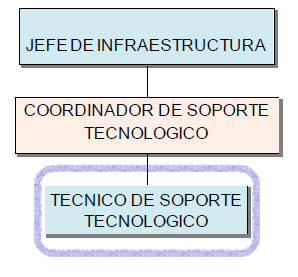 JEFE DE INFRAESTRUCTURA
COORDINADOR DE SOPORTE
TECNOLOGICO
TECNICO DE SOPORTE
TECNOLOGICO